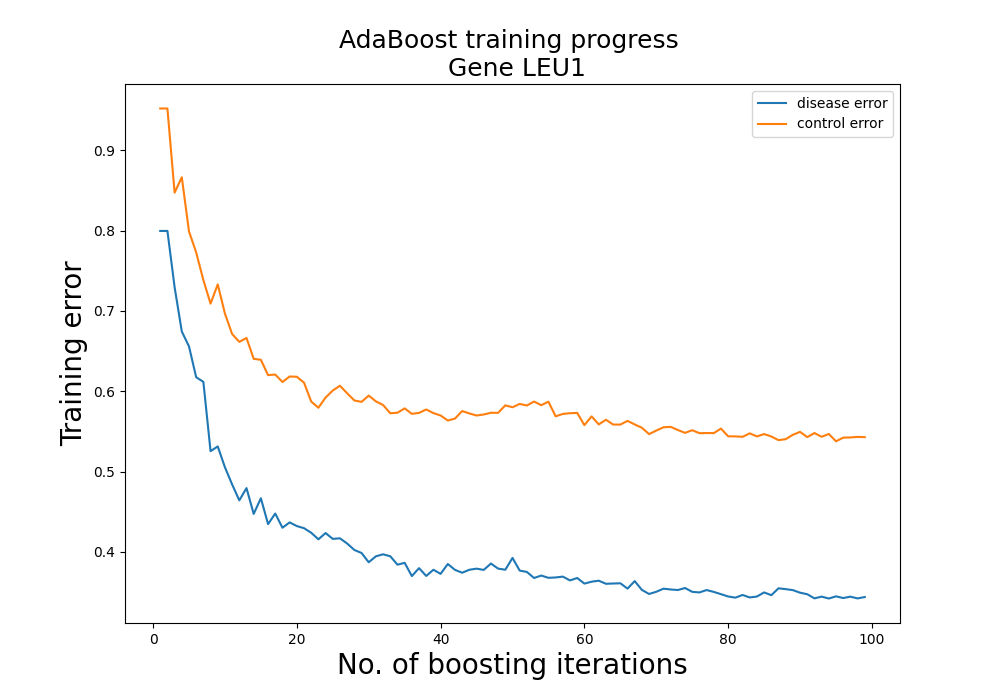 AdaBoost training progress
Gene LEU1
disease error
control error
Training error
0.9
0.8
0.7
0.6
0.5
0.4
0
20
40
60
80
100
No. of boosting iterations